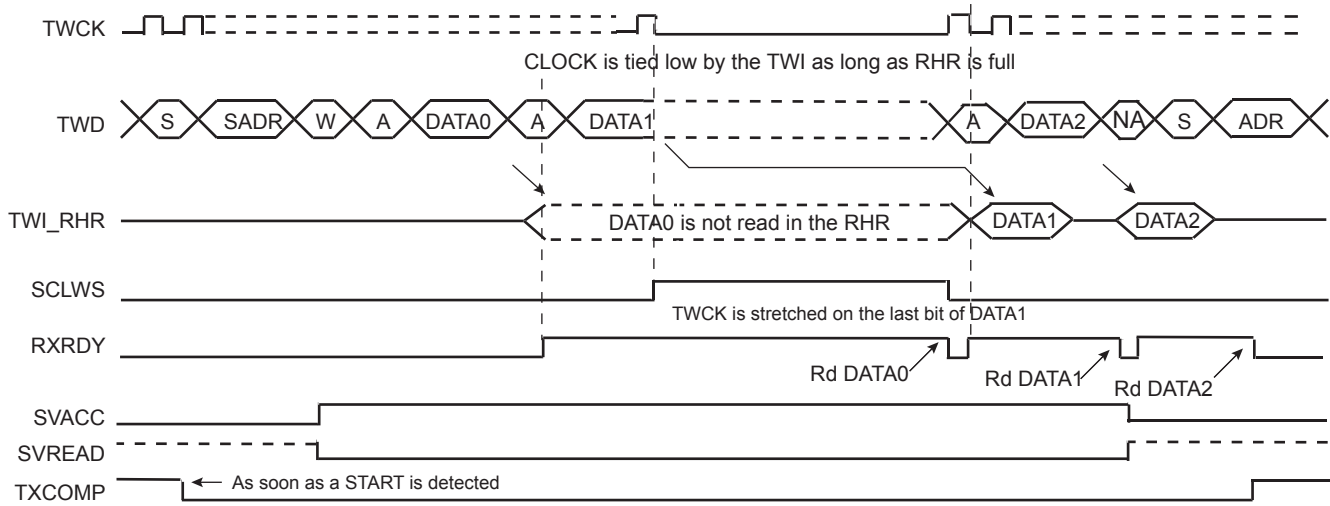 TWCK
CLOCK is tied low by the TWI as long as RHR is full
TWD S SADR W A DATA0 A DATA1 A DATA2 NA S ADR
TWI_RHR DATA0 is not read in the RHR DATA1 DATA2
SCLWS
TWCK is stretched on the last bit of DATA1
RXRDY
Rd DATA0 Rd DATA1 Rd DATA2
SVACC
SVREAD
TXCOMP As soon as a START is detected